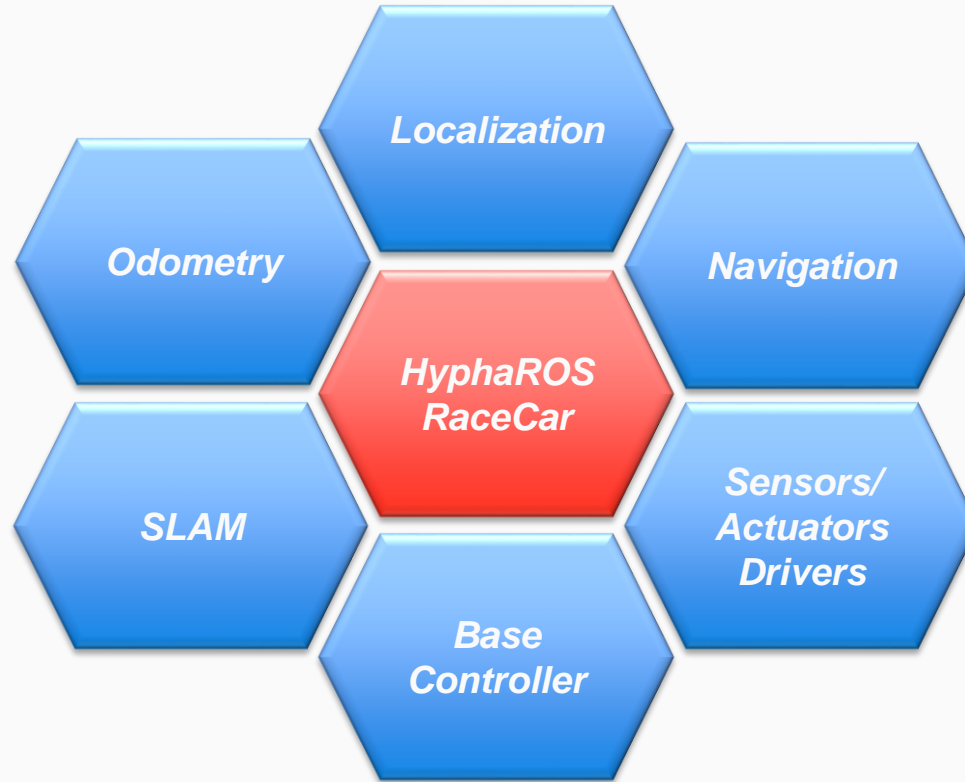 Localization
Odometry
Navigation
HyphaROS
RaceCar
SLAM
Sensors/
Actuators
Drivers
Base
Controller